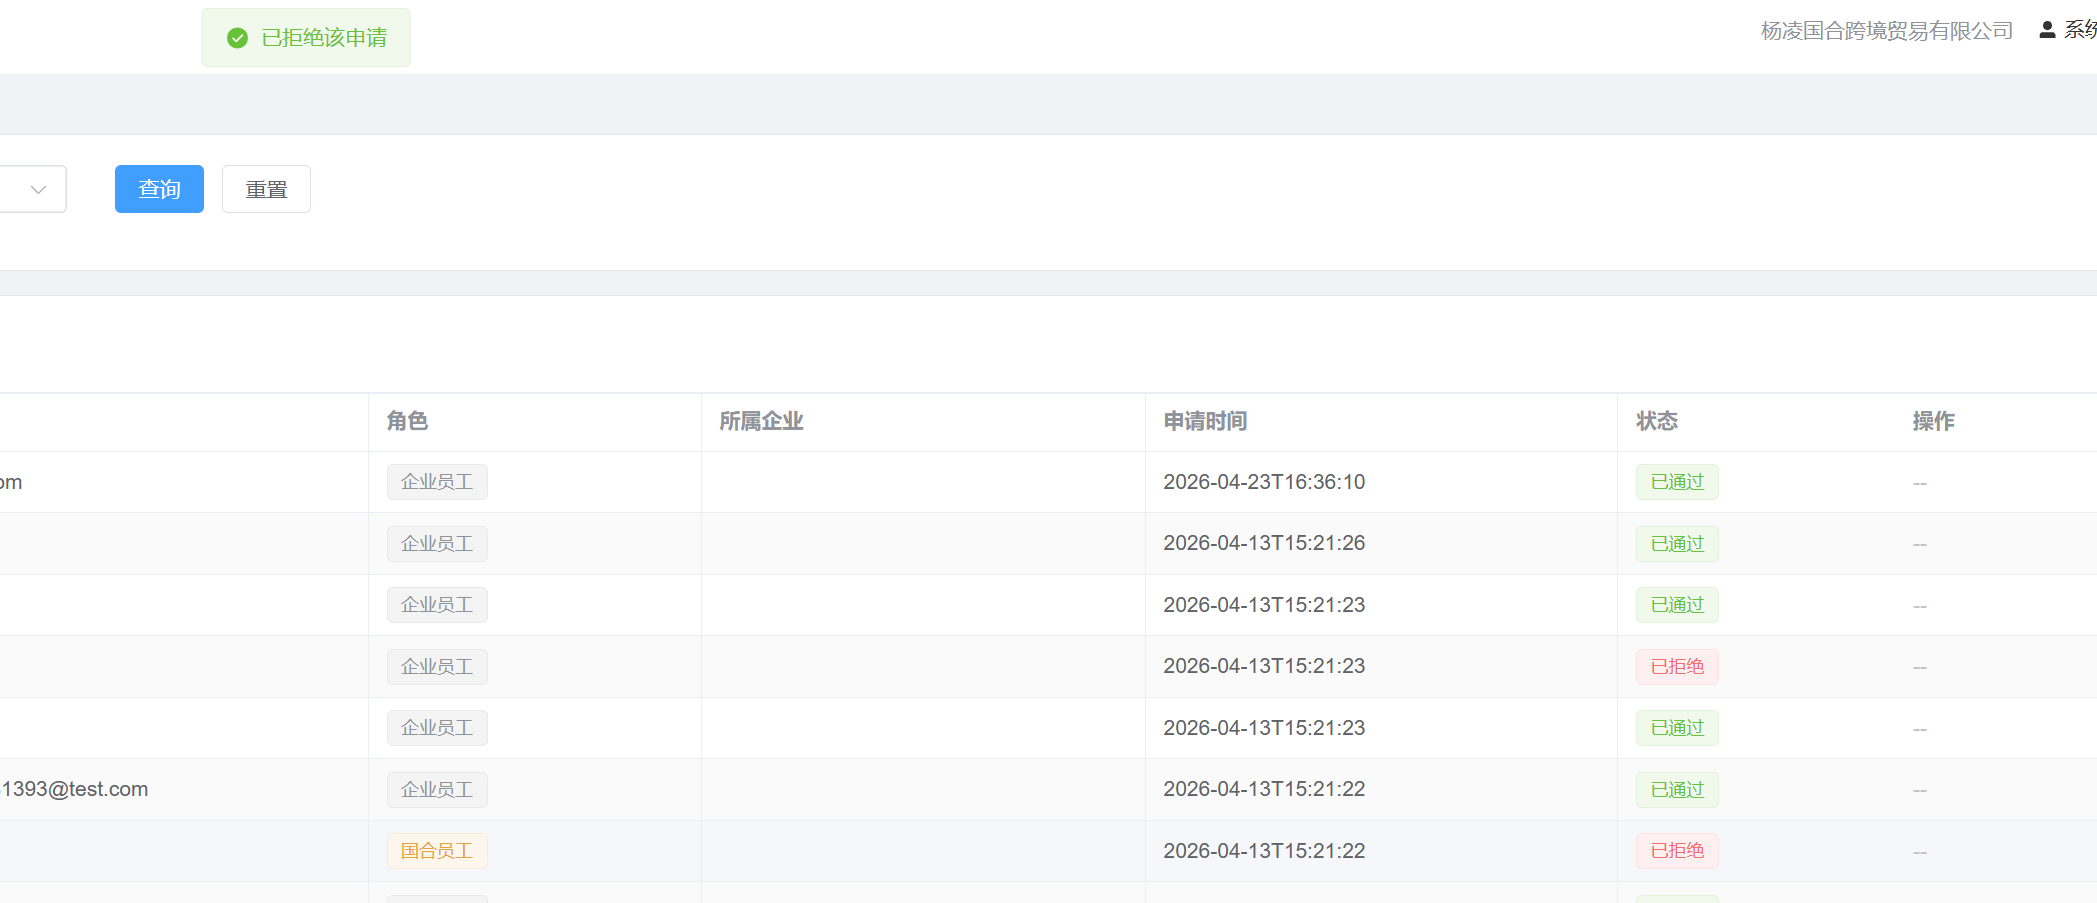 已拒绝该申请
杨凌国合跨境贸易有限公司 系统
查询 重置
角色 所属企业 申请时间 状态 操作
om 企业员工 2026-04-23T16:36:10 已通过 --
企业员工 2026-04-13T15:21:26 已通过 --
企业员工 2026-04-13T15:21:23 已通过 --
企业员工 2026-04-13T15:21:23 已拒绝 --
企业员工 2026-04-13T15:21:23 已通过 --
1393@test.com 企业员工 2026-04-13T15:21:22 已通过 --
国合员工 2026-04-13T15:21:22 已拒绝 --